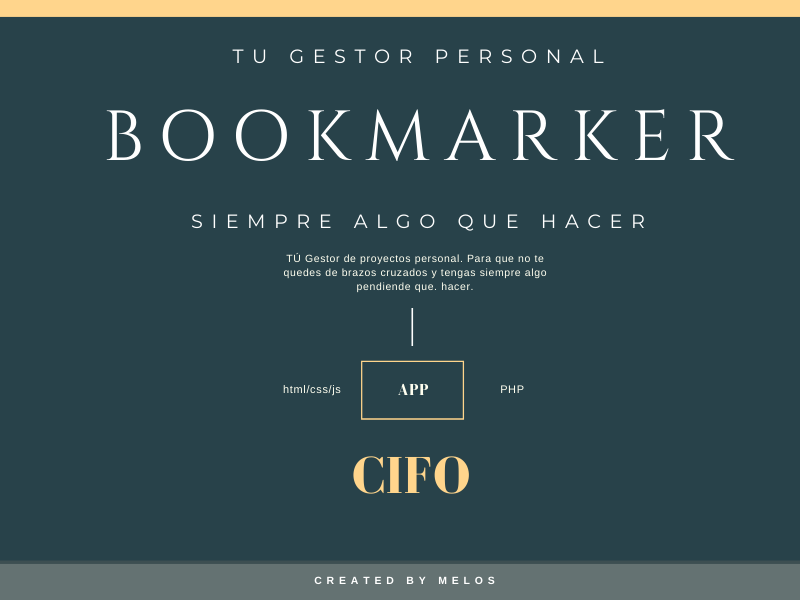 TU GESTOR PERSONAL
BOOKMARKER
SIEMPRE ALGO QUE HACER
TÚ Gestor de proyectos personal. Para que no te
quedes de brazos cruzados y tengas siempre algo
pendiende que. hacer.
html/css/js APP PHP
CIFO
CREATED BY MELOS